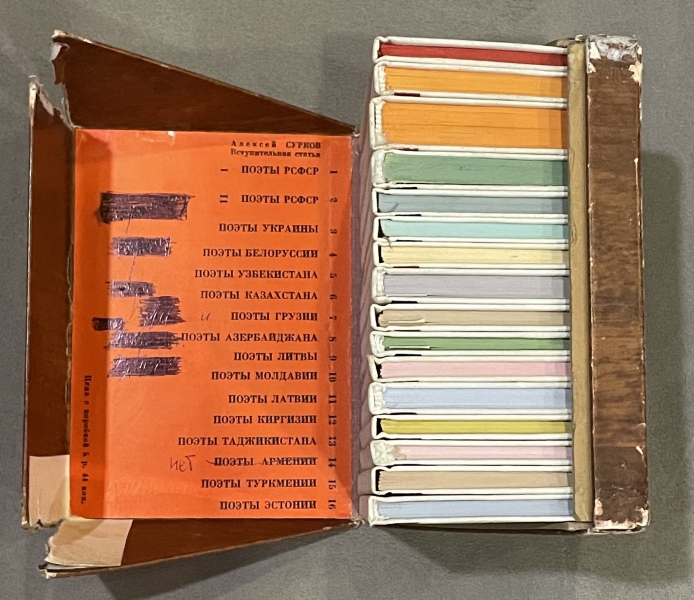 Алексей СУРКОВ
Вступительная статья
I ПОЭТЫ РСФСР 1
II ПОЭТЫ РСФСР 2
ПОЭТЫ УКРАИНЫ 3
ПОЭТЫ БЕЛОРУССИИ 4
ПОЭТЫ УЗБЕКИСТАНА 5
ПОЭТЫ КАЗАХСТАНА 6
и ПОЭТЫ ГРУЗИИ 7
ПОЭТЫ АЗЕРБАЙДЖАНА 8
ПОЭТЫ ЛИТВЫ 9
ПОЭТЫ МОЛДАВИИ 10
ПОЭТЫ ЛАТВИИ 11
ПОЭТЫ КИРГИЗИИ 12
ПОЭТЫ ТАДЖИКИСТАНА 13
нет ПОЭТЫ АРМЕНИИ 14
ПОЭТЫ ТУРКМЕНИИ 15
ПОЭТЫ ЭСТОНИИ 16
Цена с коробкой 5 р. 44 коп.